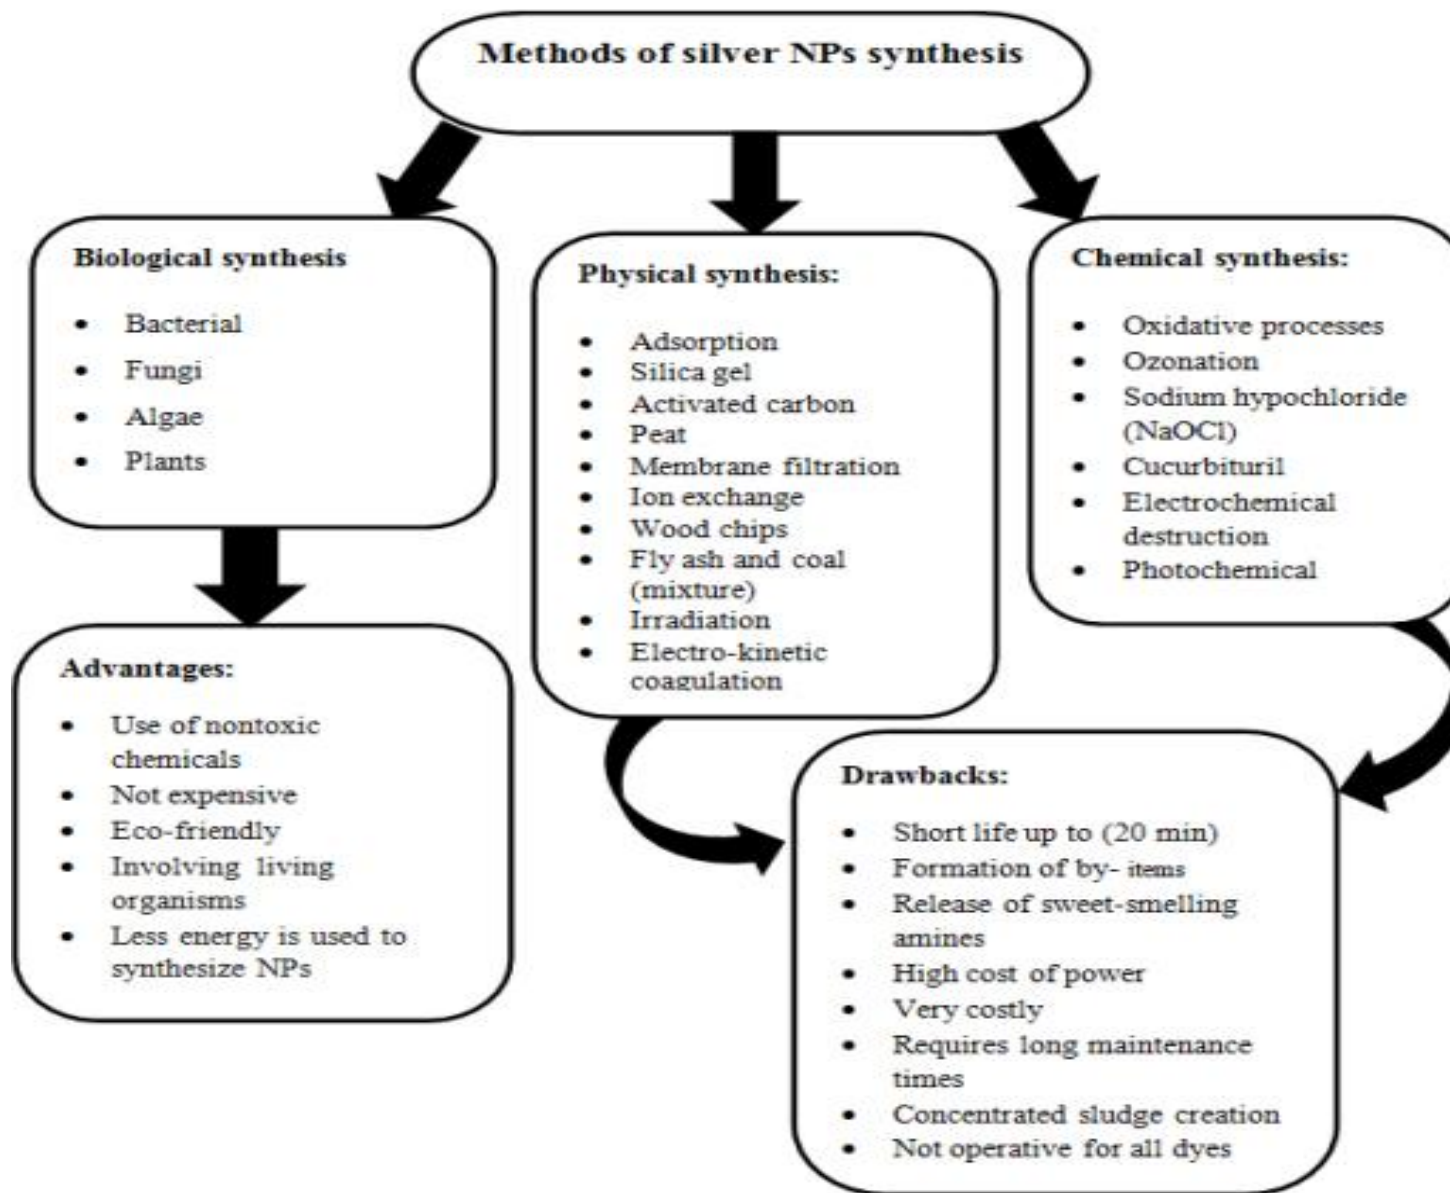 Methods of silver NPs synthesis
Biological synthesis
• Bacterial
• Fungi
• Algae
• Plants
Physical synthesis:
• Adsorption
• Silica gel
• Activated carbon
• Peat
• Membrane filtration
• Ion exchange
• Wood chips
• Fly ash and coal
(mixture)
• Irradiation
• Electro-kinetic
coagulation
Chemical synthesis:
• Oxidative processes
• Ozonation
• Sodium hypochloride
(NaOCl)
• Cucurbituril
• Electrochemical
destruction
• Photochemical
Advantages:
• Use of nontoxic
chemicals
• Not expensive
• Eco-friendly
• Involving living
organisms
• Less energy is used to
synthesize NPs
Drawbacks:
• Short life up to (20 min)
• Formation of by- items
• Release of sweet-smelling
amines
• High cost of power
• Very costly
• Requires long maintenance
times
• Concentrated sludge creation
• Not operative for all dyes